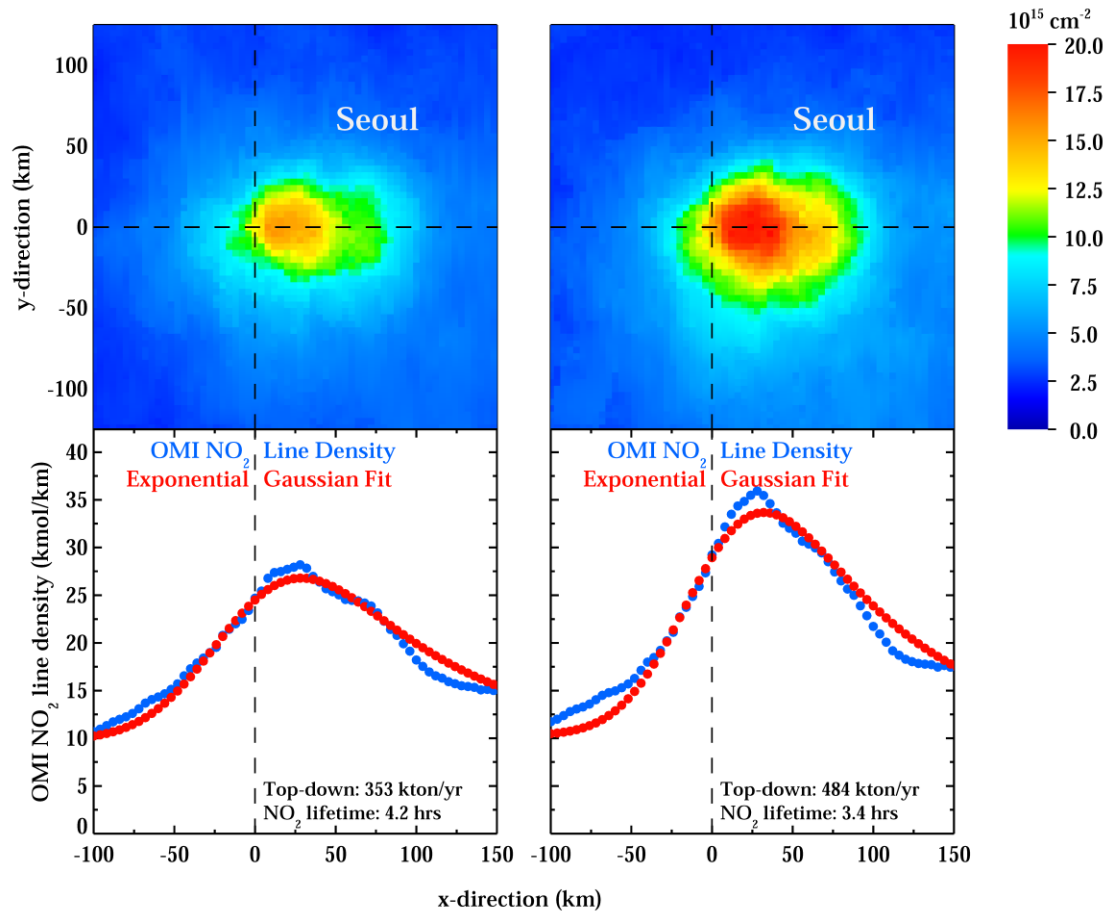 10¹⁵ cm⁻²
Seoul
Seoul
y-direction (km)
100
50
0
-50
-100
20.0
17.5
15.0
12.5
10.0
7.5
5.0
2.5
0.0
OMI NO₂ Line Density
Exponential Gaussian Fit
OMI NO₂ Line Density
Exponential Gaussian Fit
OMI NO₂ line density (kmol/km)
40
35
30
25
20
15
10
5
0
Top-down: 353 kton/yr
NO₂ lifetime: 4.2 hrs
Top-down: 484 kton/yr
NO₂ lifetime: 3.4 hrs
-100 -50 0 50 100 150
-100 -50 0 50 100 150
x-direction (km)